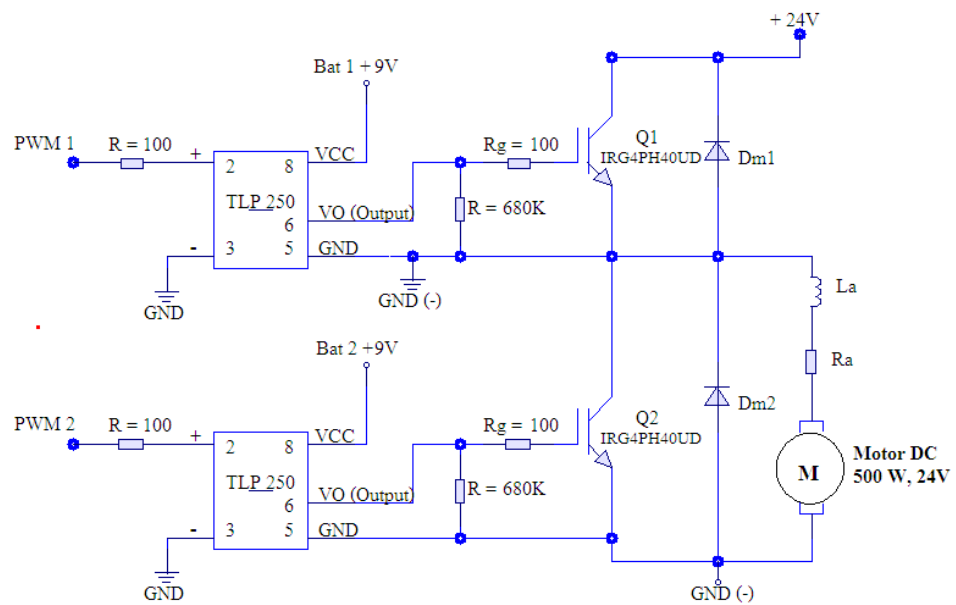 + 24V
Bat 1 +9V
PWM 1
R = 100
+
2
8
VCC
Rg = 100
Q1
IRG4PH40UD
Dm1
TLP 250
6
VO (Output)
R = 680K
-
3
5
GND
GND
GND (-)
La
Bat 2 +9V
Ra
PWM 2
R = 100
+
2
8
VCC
Rg = 100
Q2
IRG4PH40UD
Dm2
TLP 250
6
VO (Output)
R = 680K
M
Motor DC
500 W, 24V
-
3
5
GND
GND
GND (-)